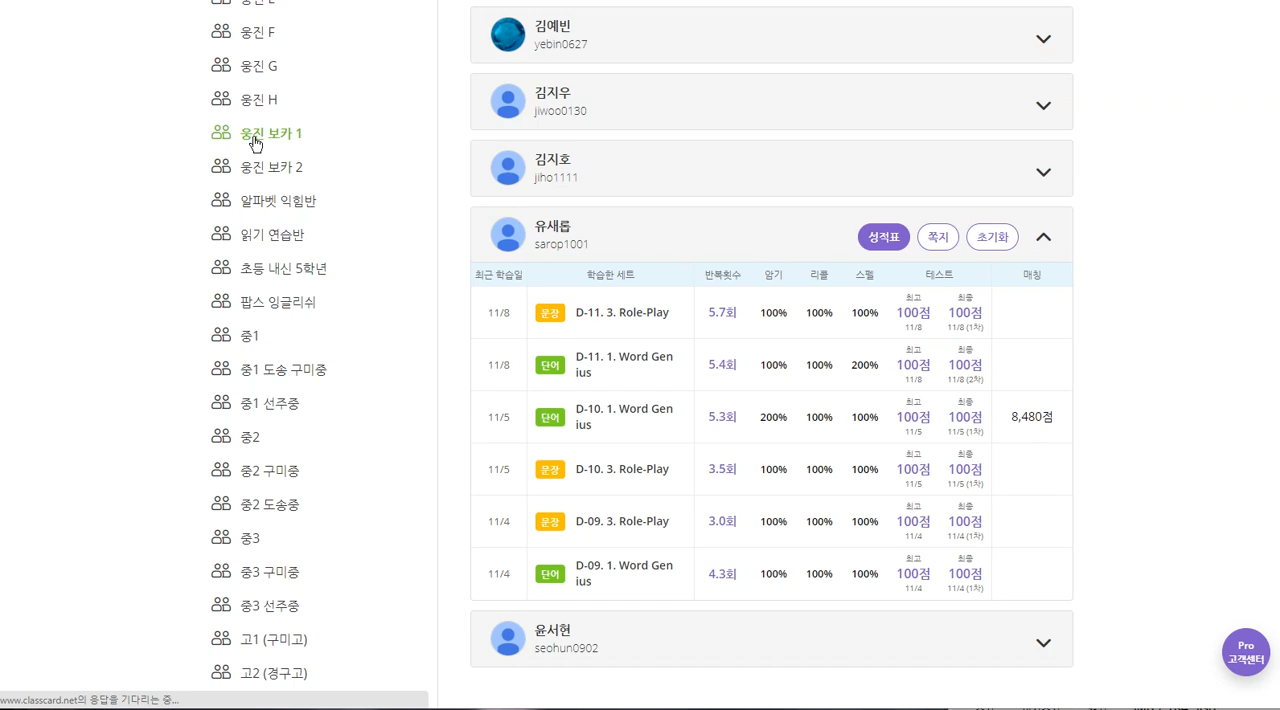 웅진 E
웅진 F
웅진 G
웅진 H
웅진 보카 1
웅진 보카 2
알파벳 익힘반
읽기 연습반
초등 내신 5학년
팝스 잉글리쉬
중1
중1 도송 구미중
중1 선주중
중2
중2 구미중
중2 도송중
중3
중3 구미중
중3 선주중
고1 (구미고)
고2 (경구고)
www.classcard.net의 응답을 기다리는 중...
김예빈
yebin0627
김지우
jiwoo0130
김지호
jiho1111
유새롭
sarop1001
성적표 쪽지 초기화
최근 학습일 학습한 세트 반복횟수 암기 리콜 스펠 테스트 매칭
최고 최종
11/8 문장 D-11. 3. Role-Play 5.7회 100% 100% 100% 100점 100점
11/8 11/8 (1차)
최고 최종
11/8 단어 D-11. 1. Word Gen
ius 5.4회 100% 100% 200% 100점 100점
11/8 11/8 (2차)
최고 최종
11/5 단어 D-10. 1. Word Gen
ius 5.3회 200% 100% 100% 100점 100점 8,480점
11/5 11/5 (1차)
최고 최종
11/5 문장 D-10. 3. Role-Play 3.5회 100% 100% 100% 100점 100점
11/5 11/5 (1차)
최고 최종
11/4 문장 D-09. 3. Role-Play 3.0회 100% 100% 100% 100점 100점
11/4 11/4 (1차)
최고 최종
11/4 단어 D-09. 1. Word Gen
ius 4.3회 100% 100% 100% 100점 100점
11/4 11/4 (1차)
윤서현
seohun0902
Pro
고객센터